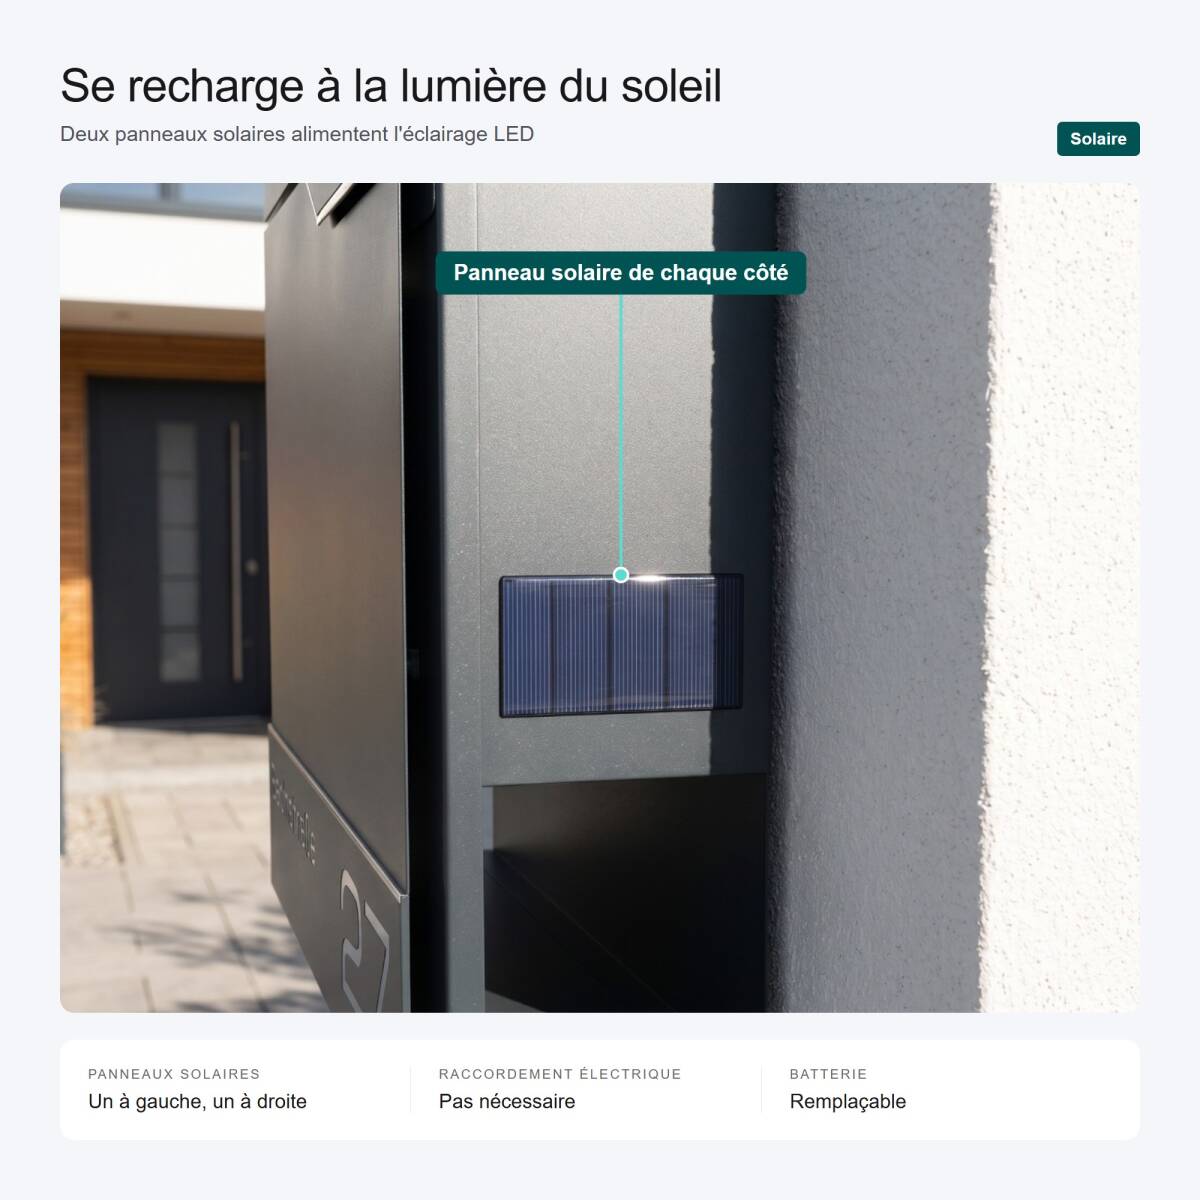 Se recharge à la lumière du soleil
Deux panneaux solaires alimentent l'éclairage LED
Solaire
Panneau solaire de chaque côté
27
PANNEAUX SOLAIRES
Un à gauche, un à droite
RACCORDEMENT ÉLECTRIQUE
Pas nécessaire
BATTERIE
Remplaçable